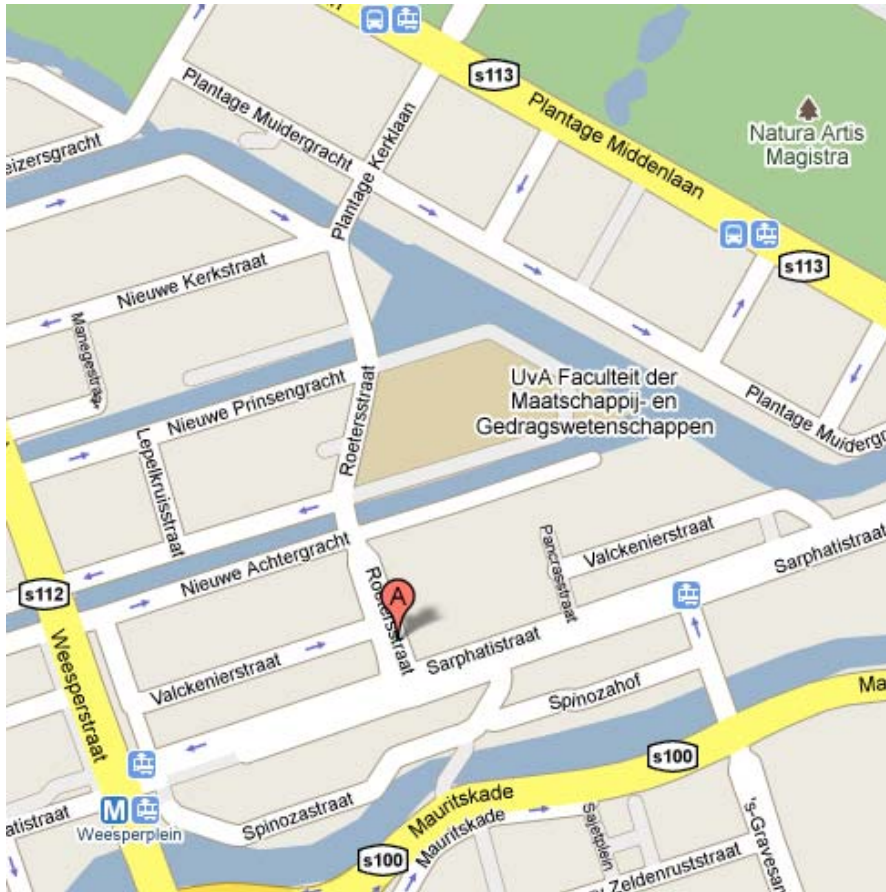 s113
Plantage Muidergracht
Plantage Kerklaan
Plantage Middenlaan
Natura Artis
Magistra
eizersgracht
s113
Nieuwe Kerkstraat
Manegestraat
Nieuwe Prinsengracht
Roetersstraat
UvA Faculteit der
Maatschappij- en
Gedragswetenschappen
Plantage Muidergra
Lepelkruisstraat
Nieuwe Achtergracht
Pancrasstraat
Valckenierstraat
Sarphatistraat
s112
A
Roetersstraat
Weesperstraat
Valckenierstraat
Sarphatistraat
Spinozahof
Ma
s100
M
Weesperplein
atistraat
Spinozastraat
Mauritskade
Mauritskade
s100
Sajetplein
's-Gravesan
Zeldenruststraat